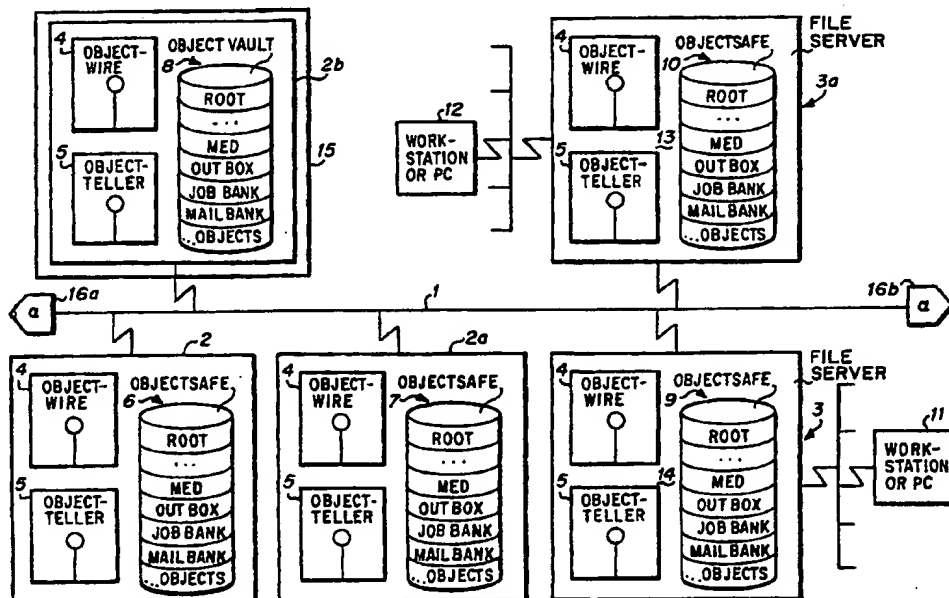 4
OBJECT-
WIRE
5
OBJECT-
TELLER
OBJECT VAULT
8
ROOT
...
MED
OUT BOX
JOB BANK
MAIL BANK
...OBJECTS
2b
15
12
WORK-
STATION
OR PC
4
OBJECT-
WIRE
5
OBJECT-
TELLER
13
OBJECTSAFE
10
ROOT
...
MED
OUT BOX
JOB BANK
MAIL BANK
...OBJECTS
FILE
SERVER
3a
16a
α
1
16b
α
2
4
OBJECT-
WIRE
5
OBJECT-
TELLER
OBJECTSAFE
6
ROOT
...
MED
OUT BOX
JOB BANK
MAIL BANK
...OBJECTS
2a
4
OBJECT-
WIRE
5
OBJECT-
TELLER
OBJECTSAFE
7
ROOT
...
MED
OUT BOX
JOB BANK
MAIL BANK
...OBJECTS
4
OBJECT-
WIRE
5
OBJECT-
TELLER
14
OBJECTSAFE
9
ROOT
...
MED
OUT BOX
JOB BANK
MAIL BANK
...OBJECTS
FILE
SERVER
3
11
WORK-
STATION
OR PC